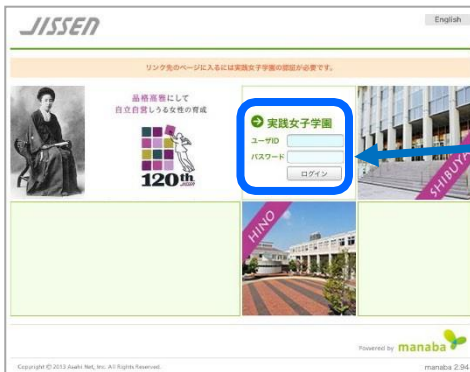 JISSEN
English
リンク先のページに入るには実践女子学園の認証が必要です。
品格高雅にして
自立自営しうる女性の育成
120th
JISSEN
実践女子学園
ユーザID
パスワード
ログイン
SHIBUYA
HINO
Powered by manaba
Copyright © 2013 Asahi Net, Inc. All Rights Reserved.
manaba 2.94